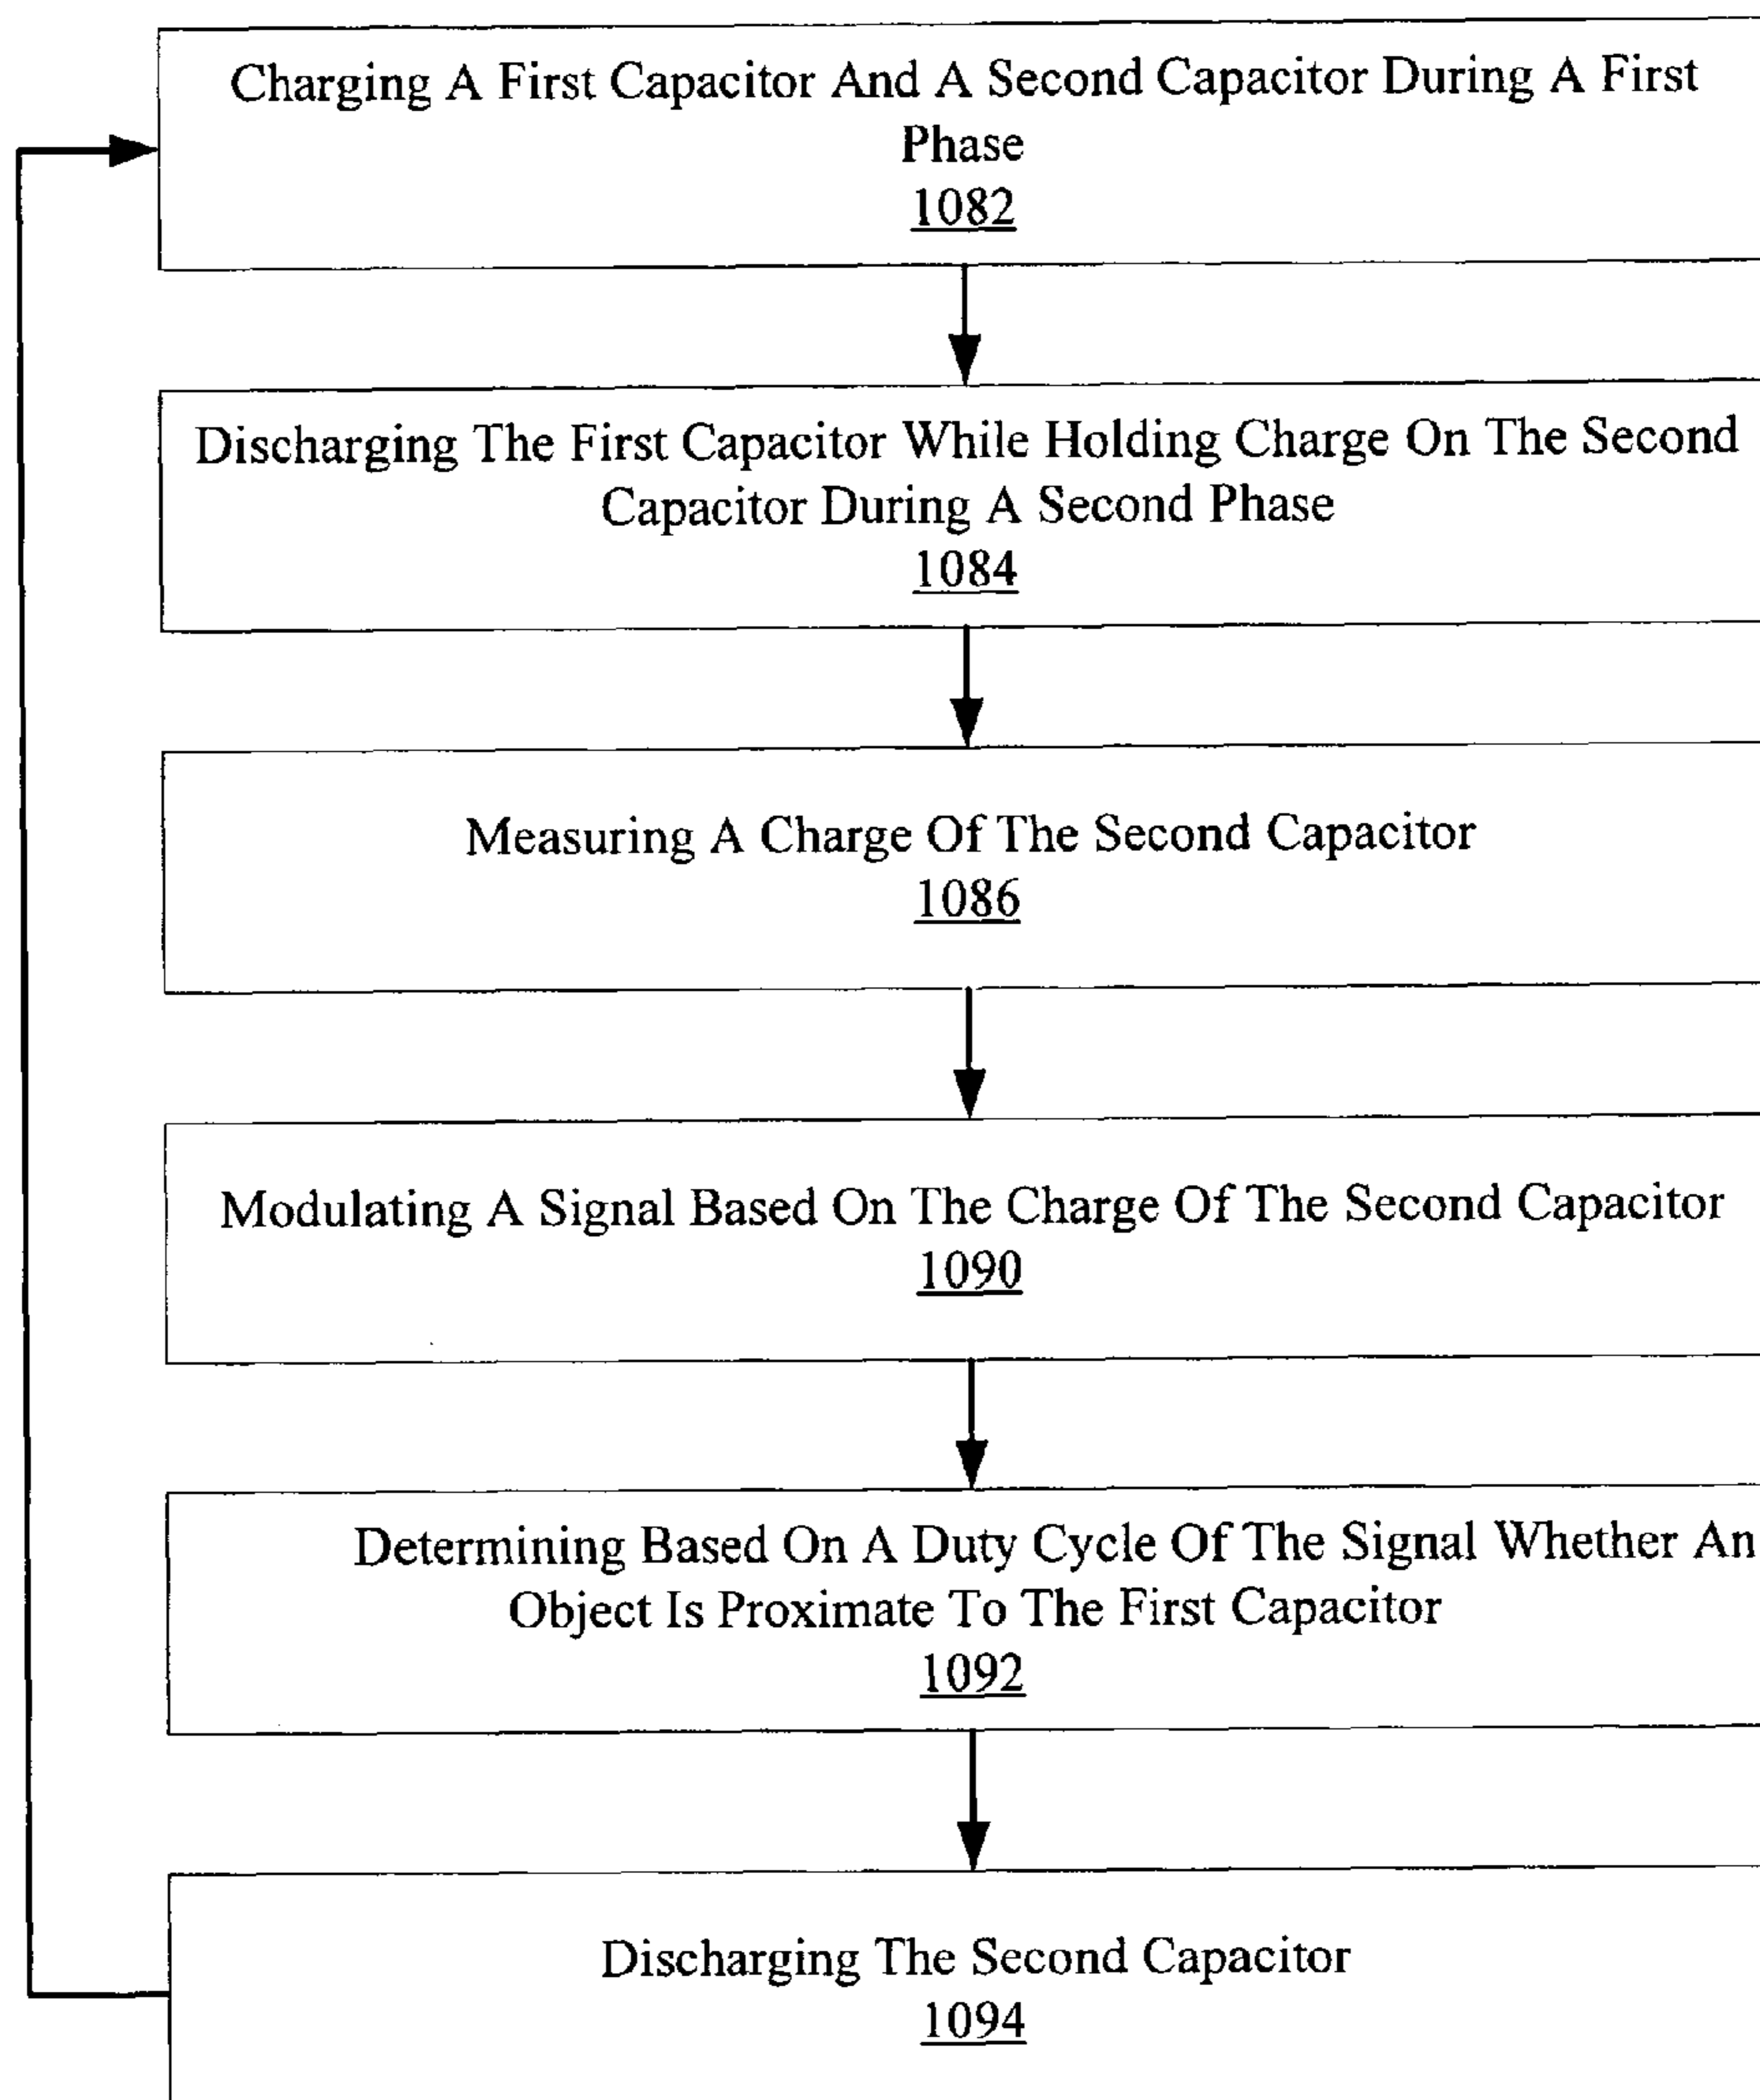 Charging A First Capacitor And A Second Capacitor During A First
Phase
1082
Discharging The First Capacitor While Holding Charge On The Second
Capacitor During A Second Phase
1084
Measuring A Charge Of The Second Capacitor
1086
Modulating A Signal Based On The Charge Of The Second Capacitor
1090
Determining Based On A Duty Cycle Of The Signal Whether An
Object Is Proximate To The First Capacitor
1092
Discharging The Second Capacitor
1094